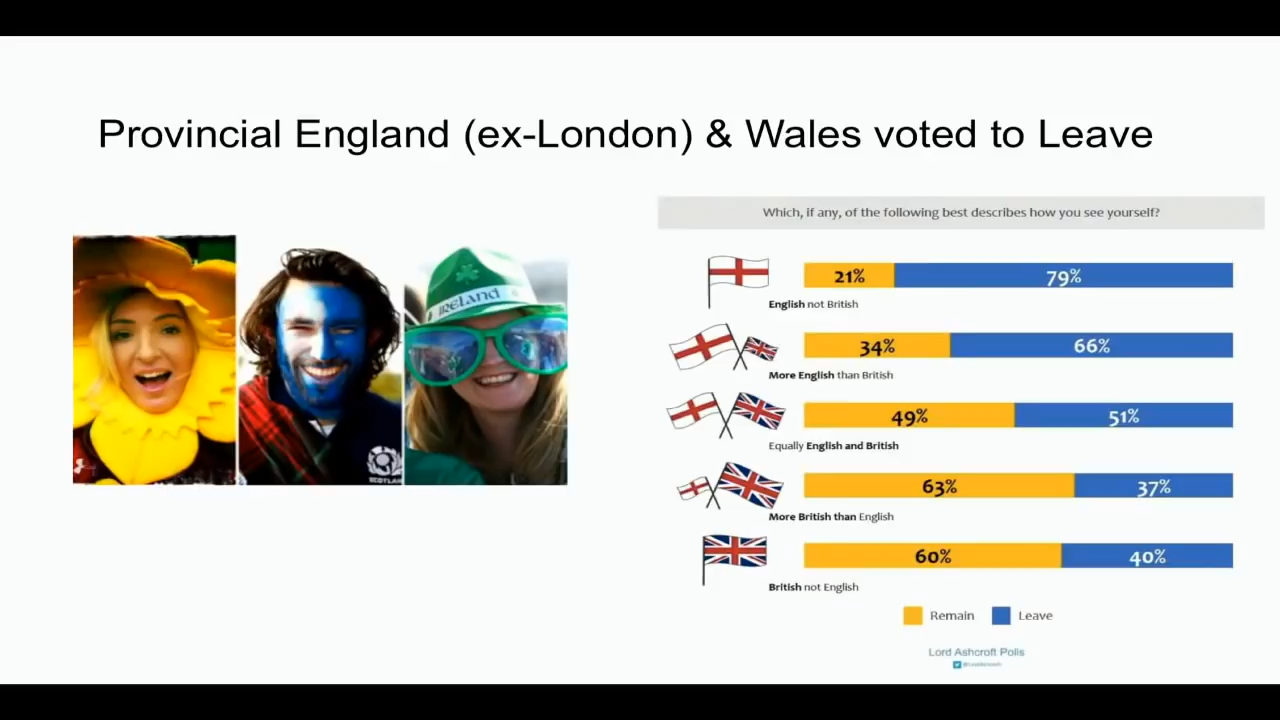 Provincial England (ex-London) & Wales voted to Leave
IRELAND
SCOTLAND
Which, if any, of the following best describes how you see yourself?
21% 79%
English not British
34% 66%
More English than British
49% 51%
Equally English and British
63% 37%
More British than English
60% 40%
British not English
Remain Leave
Lord Ashcroft Polls